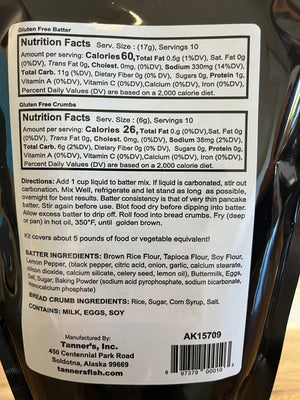 Gluten Free Batter
Nutrition Facts Serv. Size : (17g), Servings 10
Amount per serving: Calories 60, Total Fat 0.5g (1%DV), Sat. Fat 0g
(0%DV), Trans Fat 0g, Cholest. 0mg, (0%DV), Sodium 330mg (14%DV),
Total Carb. 11g (%DV), Dietary Fiber 0g (0%DV), Sugars 0g, Protein 1g,
Vitamin A (0%DV), Vitamin C (0%DV),Calcium (0%DV), Iron (0%DV),
Percent Daily Values (DV) are based on a 2,000 calorie diet.
Gluten Free Crumbs
Nutrition Facts Serv. Size : (6g), Servings 10
Amount per serving: Calories 26, Total Fat 0.g (0%DV),Sat. Fat 0g
(0%DV), Trans Fat 0g, Cholest. 0mg, (0%DV), Sodium 38mg (2%DV)
Total Carb. 6g (2%DV), Dietary Fiber 0g (0%DV), Sugars 0g, Protein 0g,
Vitamin A (0%DV), Vitamin C (0%DV),Calcium (0%DV), Iron (0%DV),
Percent Daily Values (DV) are based on a 2,000 calorie diet.
Directions: Add 1 cup liquid to batter mix. If liquid is carbonated, stir out
carbonation. Mix Well, refrigerate and let stand as long as possible,
overnight for best results. Batter consistency is that of very thin pancake
batter, Stir again before use. Blot food dry before dipping into batter.
Allow excess batter to drip off. Roll food into bread crumbs. Fry (deep
or pan) in hot oil, 350°F, until golden brown.
Kit covers about 5 pounds of food or vegetable equivalent!
BATTER INGREDIENTS: Brown Rice Flour, Tapioca Flour, Soy Flour,
Lemon Pepper, (black pepper, citric acid, onion, garlic, calcium stearate,
silicon dioxide, calcium silicate, celery seed, lemon oil), Buttermilk, Eggs,
Salt, Sugar, Baking Powder (sodium acid pyrophosphate, sodium bicarbonate,
monocalcium phosphate)
BREAD CRUMB INGREDIENTS: Rice, Sugar, Corn Syrup, Salt.
CONTAINS: MILK, EGGS, SOY
Manufactured By:
Tanner's, Inc.
450 Centennial Park Road
Soldotna, Alaska 99669
tannersfish.com
AK15709
8 97378 00010